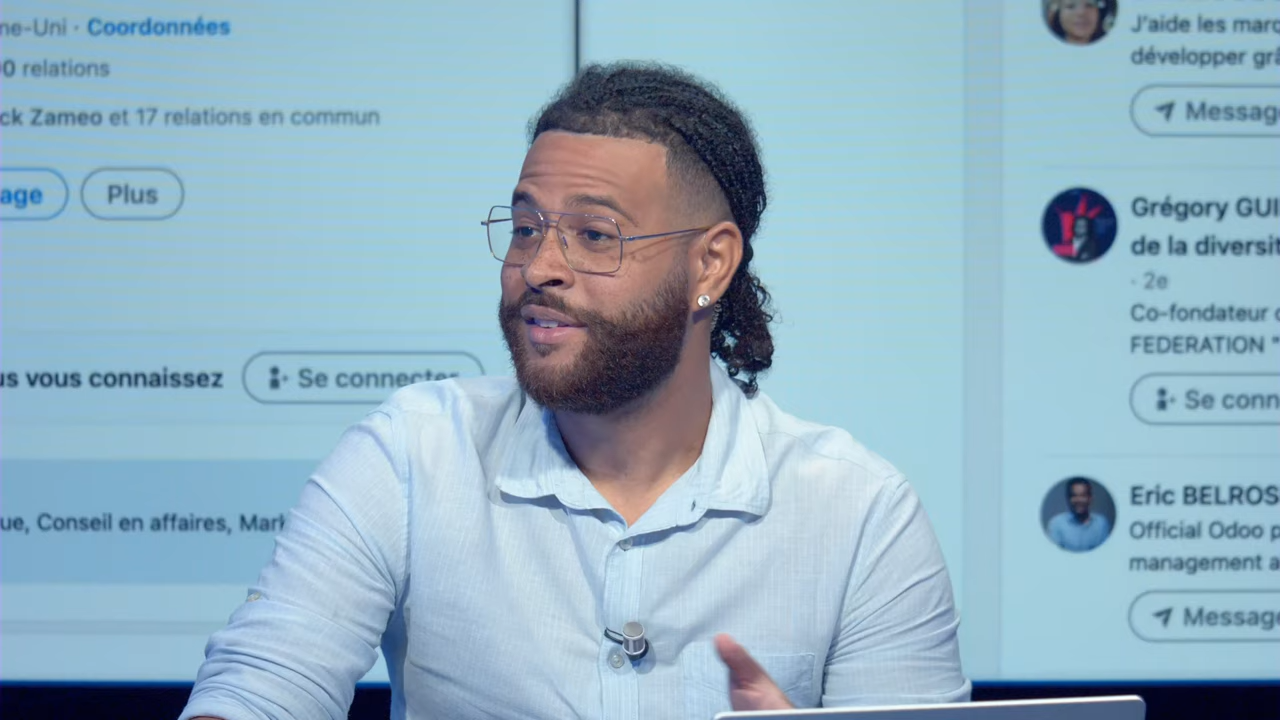 ne-Uni · Coordonnées
0 relations
ck Zameo et 17 relations en commun
age
Plus
us vous connaissez
Se connecter
ue, Conseil en affaires, Mark
J'aide les marc
développer grâ
Message
Grégory GUI
de la diversit
· 2e
Co-fondateur
FEDERATION "
Se conn
Eric BELROS
Official Odoo p
management a
Message